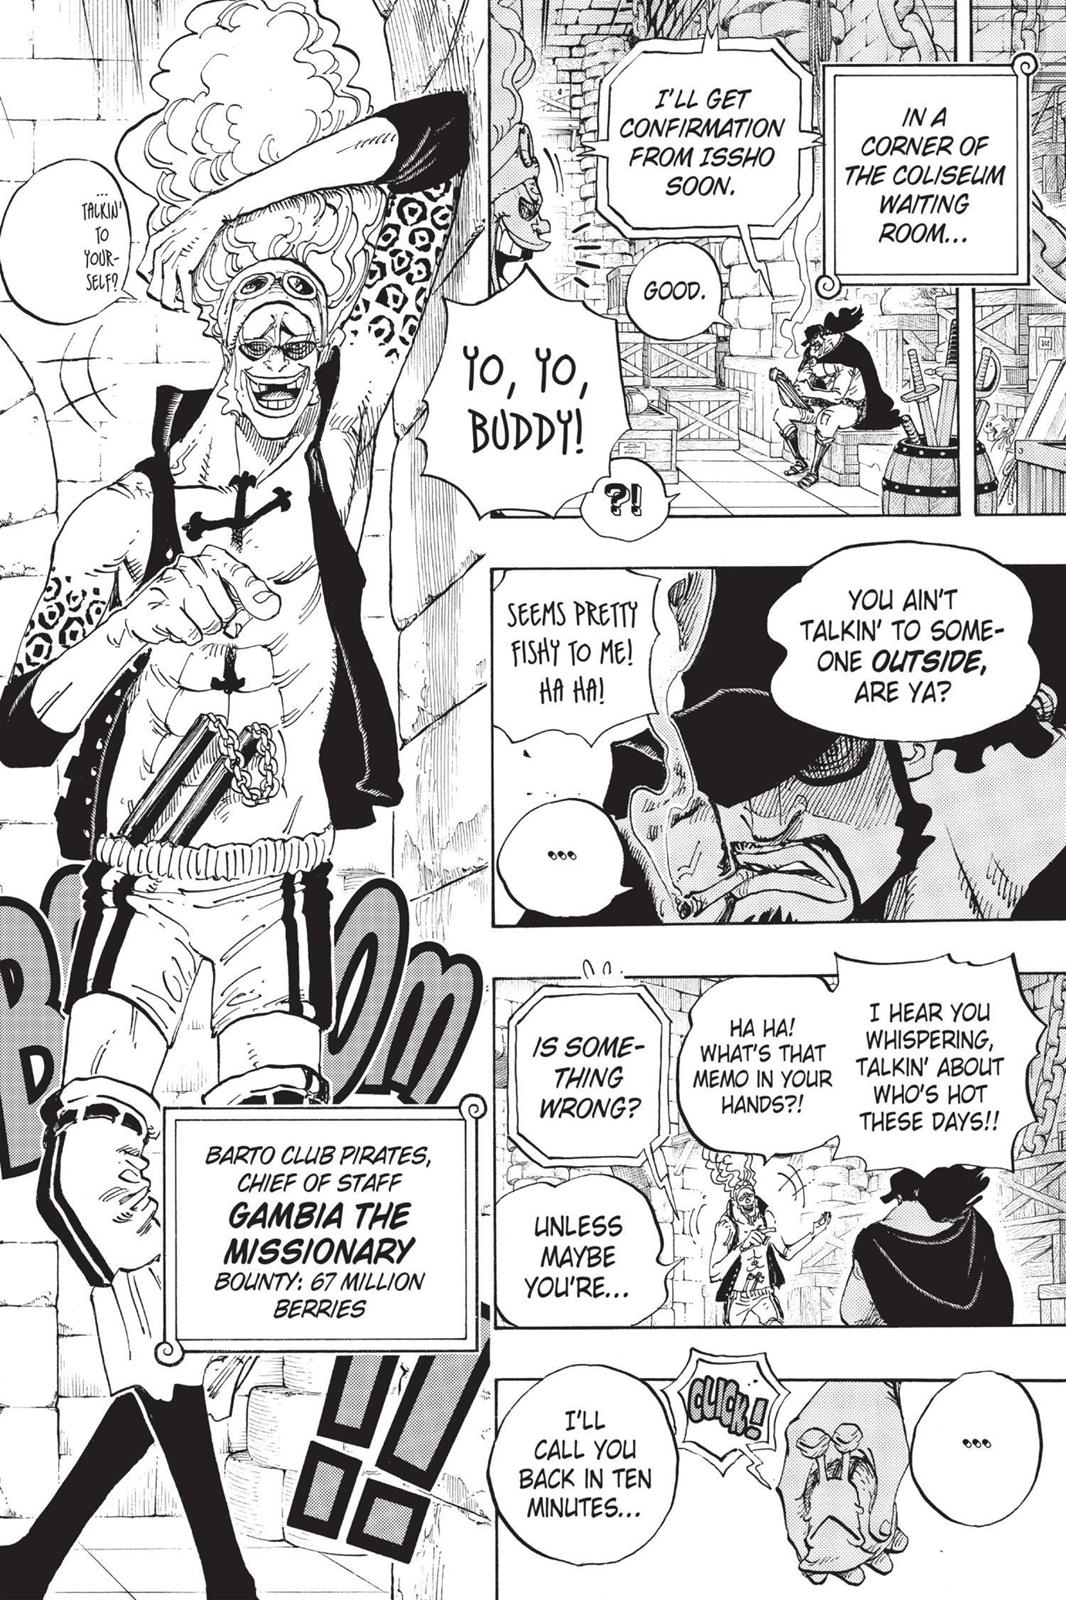 IN A
CORNER OF
THE COLISEUM
WAITING
ROOM...
I'LL GET
CONFIRMATION
FROM ISSHO
SOON.
GOOD.
YO, YO,
BUDDY!
?!
...
TALKIN'
TO
YOUR-
SELF?
BOOOM
!!
BARTO CLUB PIRATES,
CHIEF OF STAFF
GAMBIA THE
MISSIONARY
BOUNTY: 67 MILLION
BERRIES
YOU AIN'T
TALKIN' TO SOME-
ONE OUTSIDE,
ARE YA?
SEEMS PRETTY
FISHY TO ME!
HA HA!
...
I HEAR YOU
WHISPERING,
TALKIN' ABOUT
WHO'S HOT
THESE DAYS!!
HA HA!
WHAT'S THAT
MEMO IN YOUR
HANDS?!
IS SOME-
THING
WRONG?
UNLESS
MAYBE
YOU'RE...
...
CLICK!
I'LL
CALL YOU
BACK IN TEN
MINUTES...